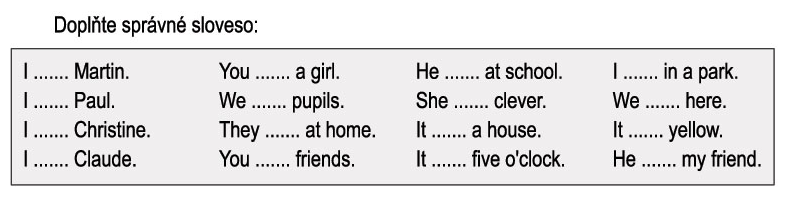 Doplňte správné sloveso:
I ....... Martin. You ....... a girl. He ....... at school. I ....... in a park.
I ....... Paul. We ....... pupils. She ....... clever. We ....... here.
I ....... Christine. They ....... at home. It ....... a house. It ....... yellow.
I ....... Claude. You ....... friends. It ....... five o'clock. He ....... my friend.